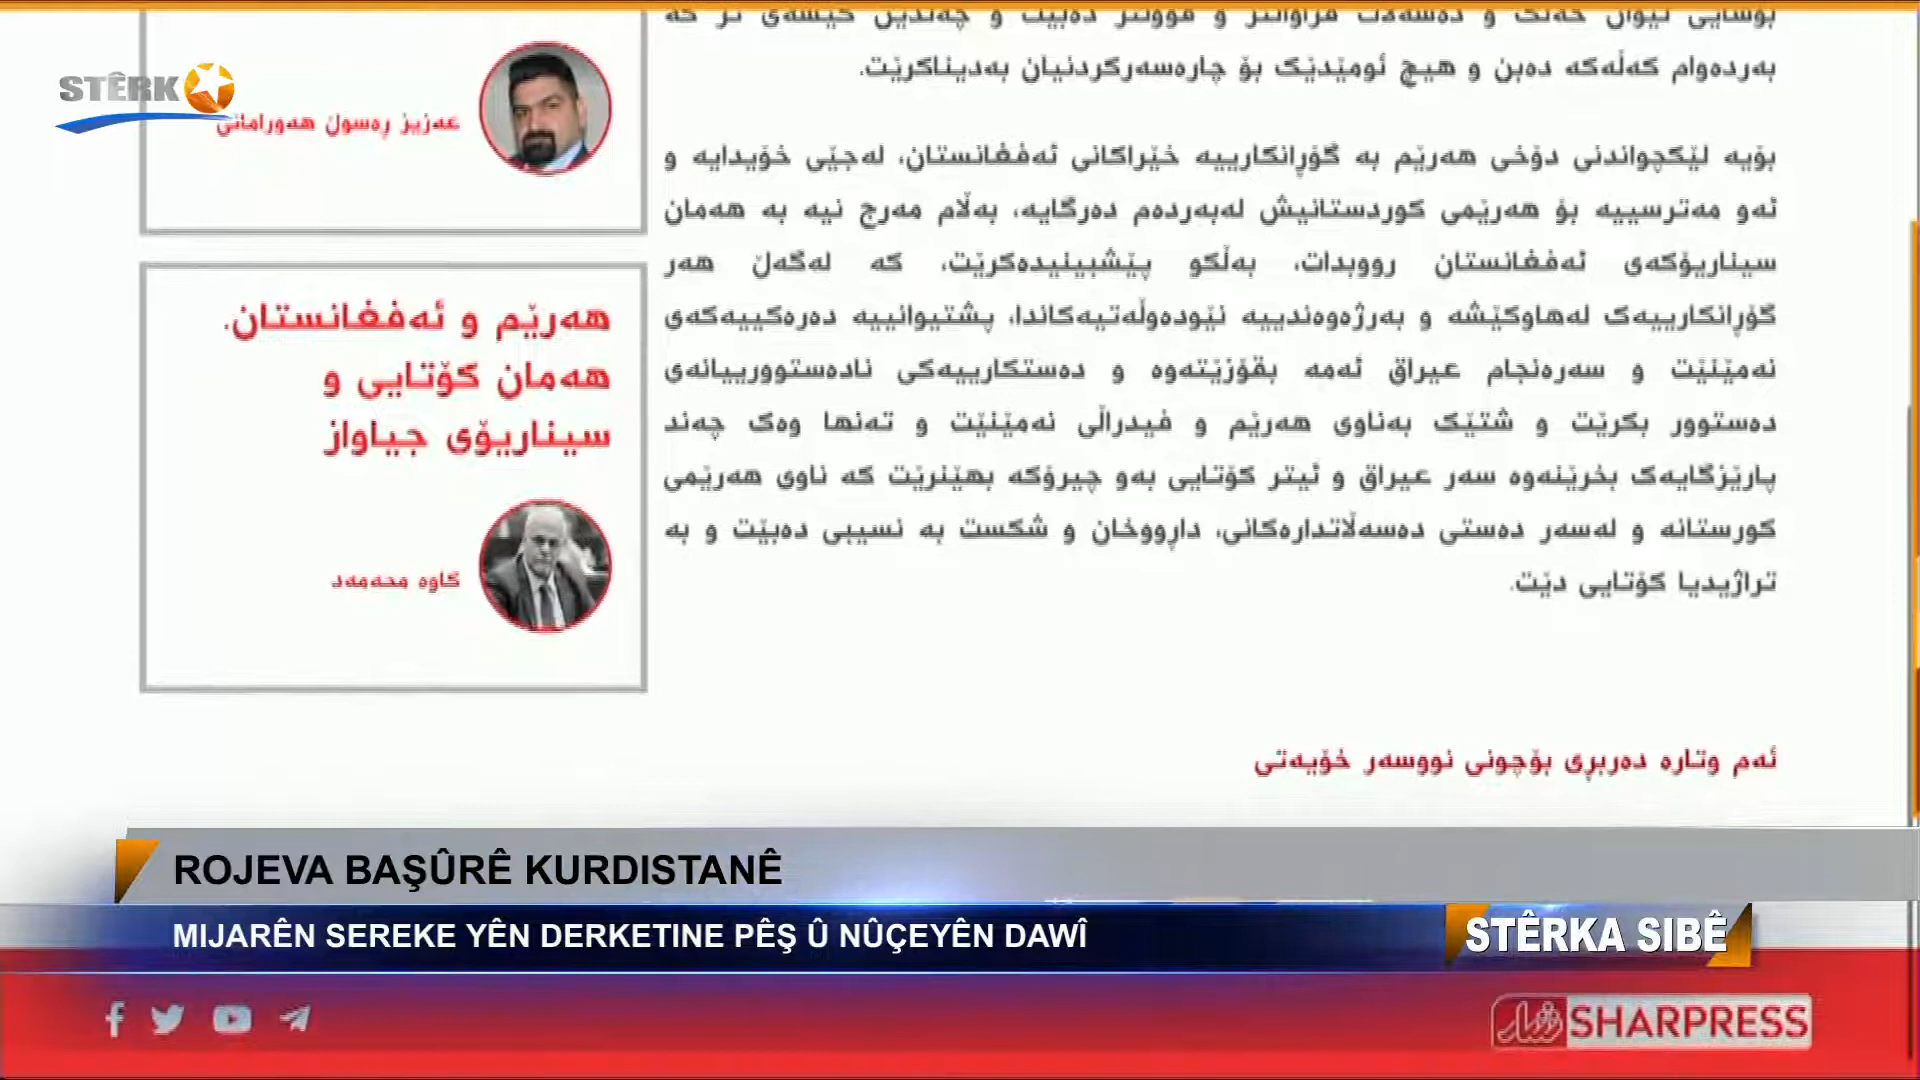 STÊRK
بەردەوام کەڵەکە دەبن و هیچ ئومێدێک بۆ چارەسەرکردنیان بەدیناکرێت.
عەزیز ڕەسوڵ هەورامانی
بۆیە لێکچواندنی دۆخی هەرێم بە گۆڕانکارییە خێراکانی ئەفغانستان، لەجێی خۆیدایە و
ئەو مەترسییە بۆ هەرێمی کوردستانیش لەبەردەم دەرگایە، بەڵام مەرج نیە بە هەمان
سیناریۆکەی ئەفغانستان رووبدات، بەڵکو پێشبینیدەکرێت، کە لەگەڵ هەر
گۆڕانکارییەک لەهاوکێشە و بەرژەوەندییە نێودەوڵەتیەکاندا، پشتیوانییە دەرەکییەکەی
نەمێنێت و سەرەنجام عیراق ئەمە بقۆزێتەوە و دەستکارییەکی نادەستوورییانەی
دەستوور بکرێت و شتێک بەناوی هەرێم و فیدراڵی نەمێنێت و تەنها وەک چەند
پارێزگایەک بخرێنەوە سەر عیراق و ئیتر کۆتایی بەو چیرۆکە بهێنرێت کە ناوی هەرێمی
کورستانە و لەسەر دەستی دەسەڵاتدارەکانی، داڕووخان و شکست بە نسیبی دەبێت و بە
تراژیدیا کۆتایی دێت.
هەرێم و ئەفغانستان.
هەمان کۆتایی و
سیناریۆی جیاواز
کاوە محەمەد
ئەم وتارە دەربڕی بۆچونی نووسەر خۆیەتی
ROJEVA BAŞÛRÊ KURDISTANÊ
MIJARÊN SEREKE YÊN DERKETINE PÊŞ Û NÛÇEYÊN DAWÎ
STÊRKA SIBÊ
شار SHARPRESS